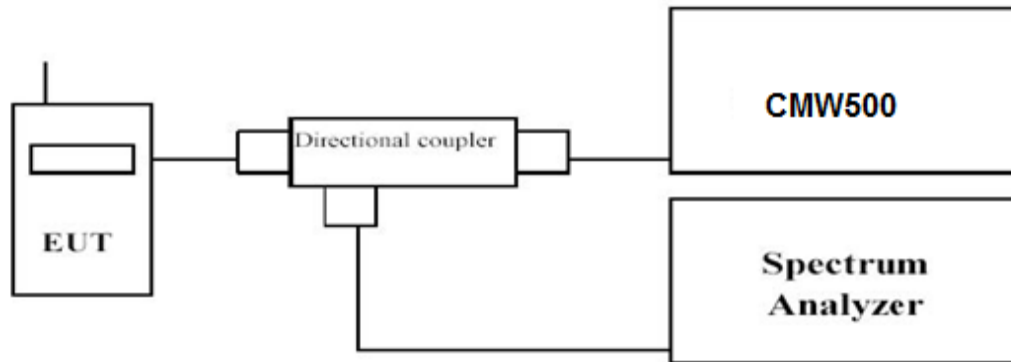 EUT
Directional coupler
CMW500
Spectrum
Analyzer